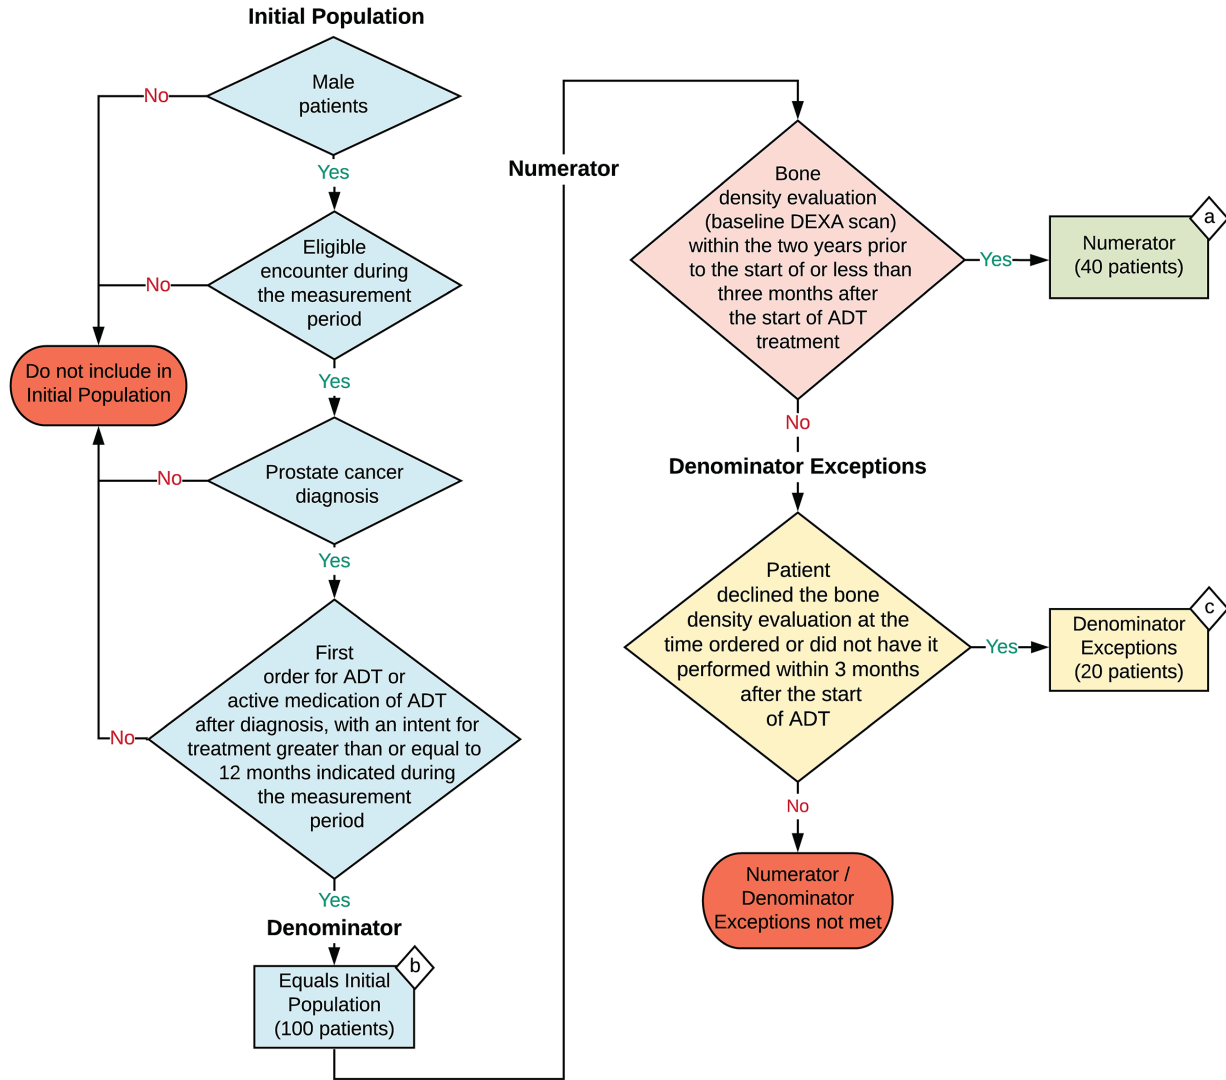 Initial Population
Male
patients
No
Yes
Eligible
encounter during
the measurement
period
No
Yes
Do not include in
Initial Population
Prostate cancer
diagnosis
No
Yes
First
order for ADT or
active medication of ADT
after diagnosis, with an intent for
treatment greater than or equal to
12 months indicated during
the measurement
period
No
Yes
Denominator
b
Equals Initial
Population
(100 patients)
Numerator
Bone
density evaluation
(baseline DEXA scan)
within the two years prior
to the start of or less than
three months after
the start of ADT
treatment
Yes
a
Numerator
(40 patients)
No
Denominator Exceptions
Patient
declined the bone
density evaluation at the
time ordered or did not have it
performed within 3 months
after the start
of ADT
Yes
c
Denominator
Exceptions
(20 patients)
No
Numerator /
Denominator
Exceptions not met